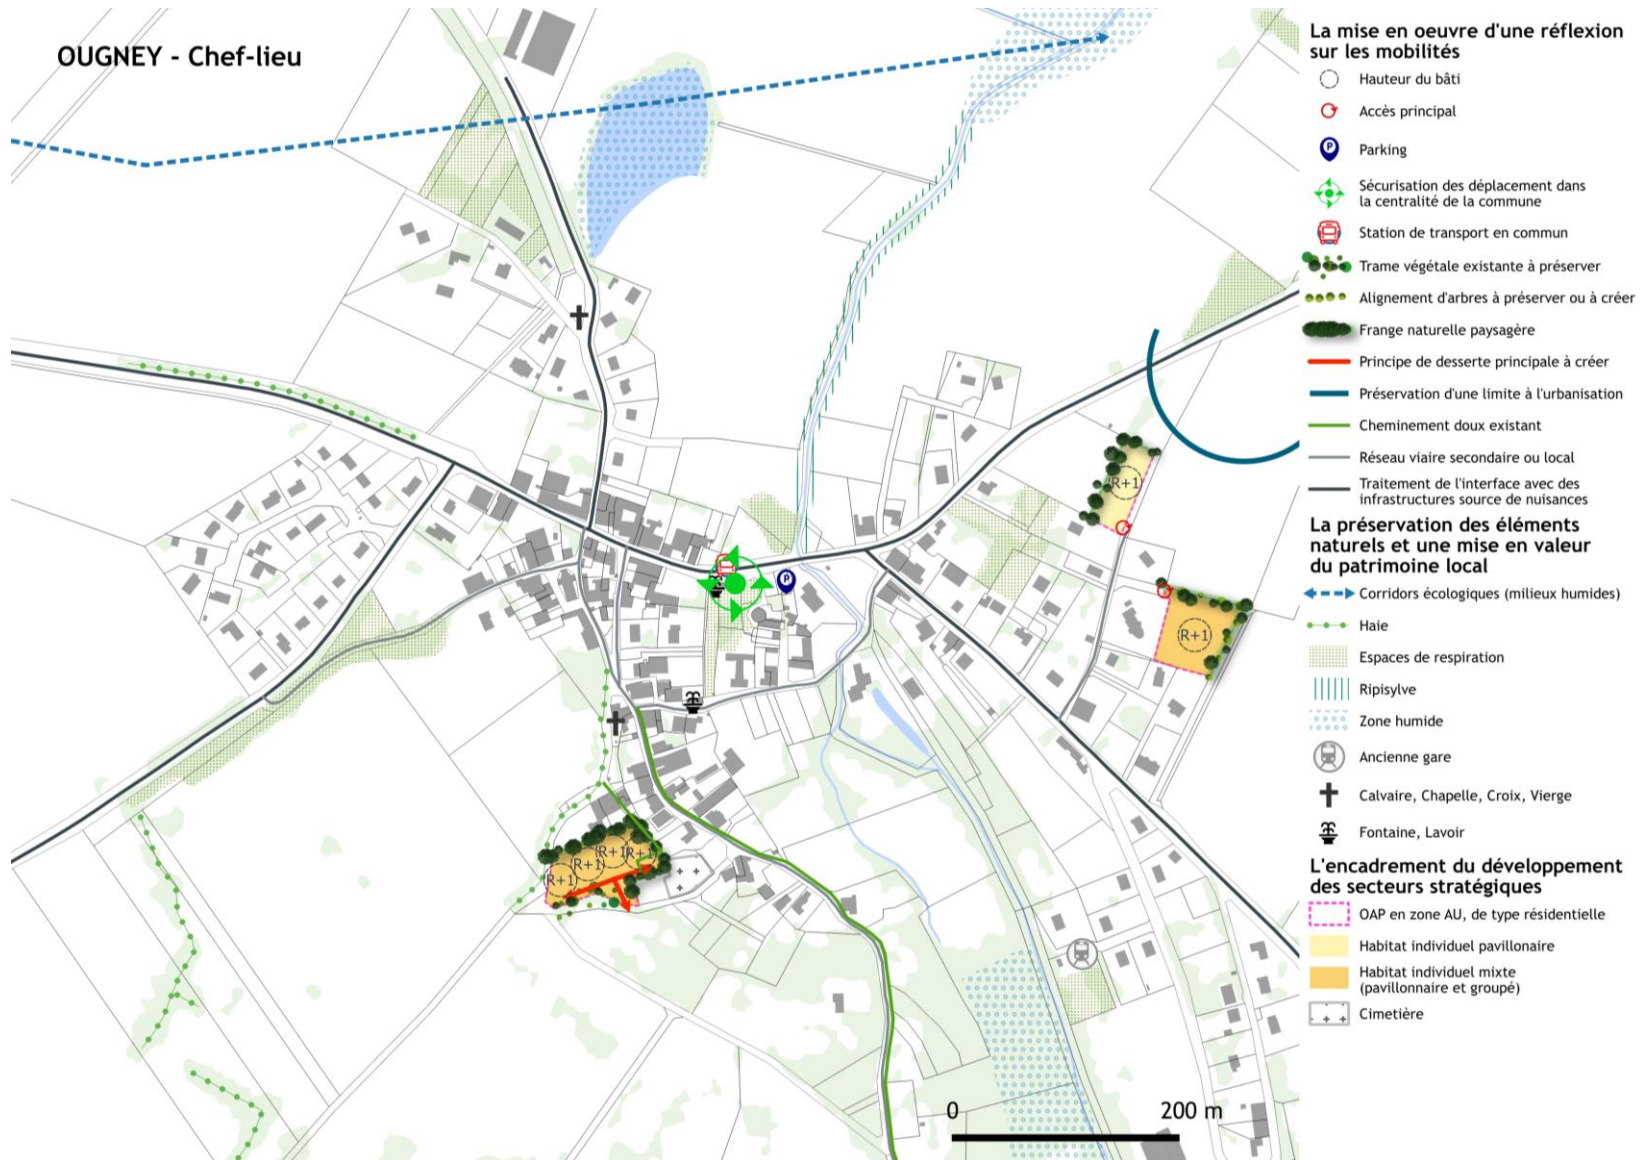 OUGNEY - Chef-lieu
La mise en oeuvre d'une réflexion
sur les mobilités
Hauteur du bâti
Accès principal
P
Parking
Sécurisation des déplacement dans
la centralité de la commune
Station de transport en commun
Trame végétale existante à préserver
Alignement d'arbres à préserver ou à créer
Frange naturelle paysagère
Principe de desserte principale à créer
Préservation d'une limite à l'urbanisation
Cheminement doux existant
Réseau viaire secondaire ou local
Traitement de l'interface avec des
infrastructures source de nuisances
La préservation des éléments
naturels et une mise en valeur
du patrimoine local
Corridors écologiques (milieux humides)
Haie
Espaces de respiration
Ripisylve
Zone humide
Ancienne gare
Calvaire, Chapelle, Croix, Vierge
Fontaine, Lavoir
L'encadrement du développement
des secteurs stratégiques
OAP en zone AU, de type résidentielle
Habitat individuel pavillonaire
Habitat individuel mixte
(pavillonnaire et groupé)
Cimetière
R+1
P
R+1
R+1
R+1
R+1
R+1
0 200 m